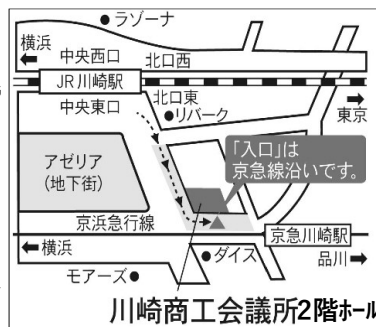 ●ラゾーナ
横浜
中央西口
北口西
JR川崎駅
中央東口
北口東
●リバーク
東京
アゼリア
(地下街)
「入口」は
京急線沿いです。
京浜急行線
京急川崎駅
横浜
●ダイス
品川
モアーズ●
川崎商工会議所2階ホール